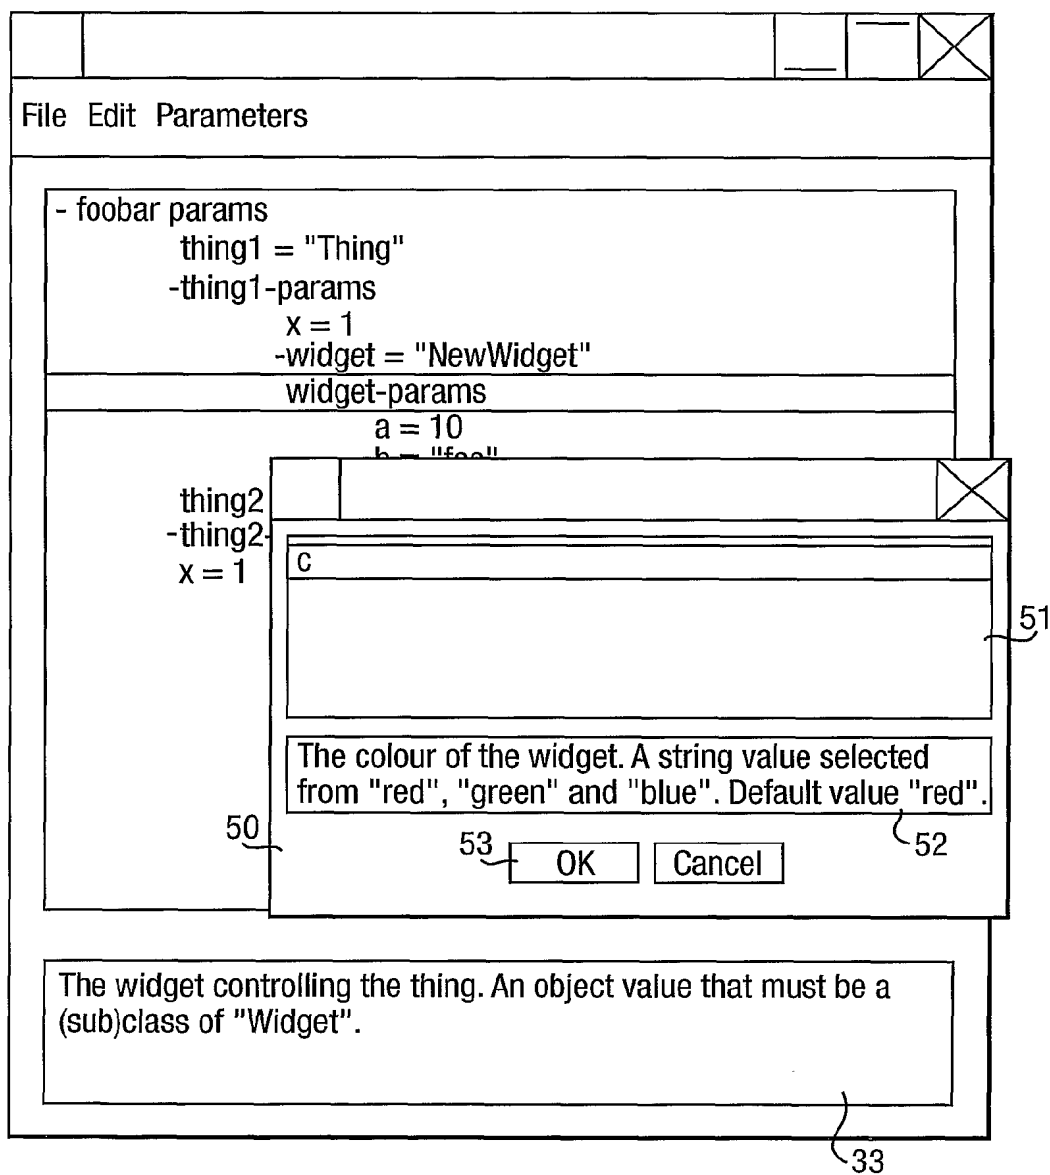 File Edit Parameters
- foobar params
thing1 = "Thing"
-thing1-params
x = 1
-widget = "NewWidget"
widget-params
a = 10
thing2
-thing2-
x = 1
C
51
The colour of the widget. A string value selected
from "red", "green" and "blue". Default value "red".
50
53
OK
Cancel
52
The widget controlling the thing. An object value that must be a
(sub)class of "Widget".
33